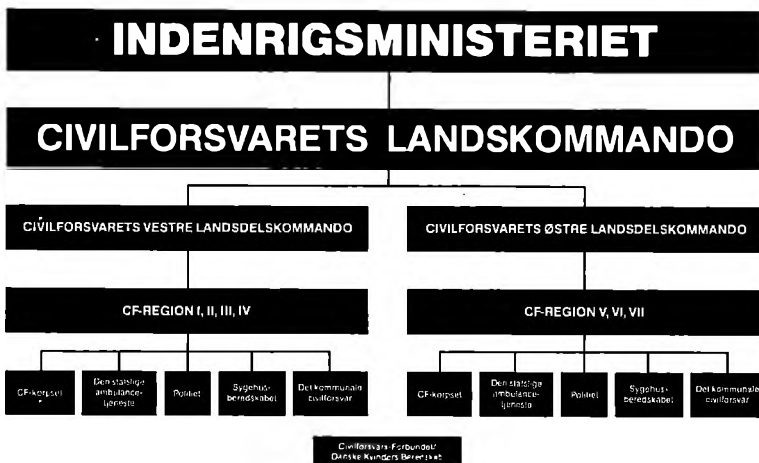 INDENRIGSMINISTERIET
CIVILFORSVARETS LANDSKOMMANDO
CIVILFORSVARETS VESTRE LANDSDELSKOMMANDO
CIVILFORSVARETS ØSTRE LANDSDELSKOMMANDO
CF-REGION I, II, III, IV
CF-REGION V, VI, VII
CF-korpset
Den statslige
ambulance-
tjeneste
Politiet
Sygehus-
beredskabet
Det kommunale
civilforsvar
CF-korpset
Den statslige
ambulance-
tjeneste
Politiet
Sygehus-
beredskabet
Det kommunale
civilforsvar
Civilforsvars-Forbundet/
Danske Kvinders Beredskab